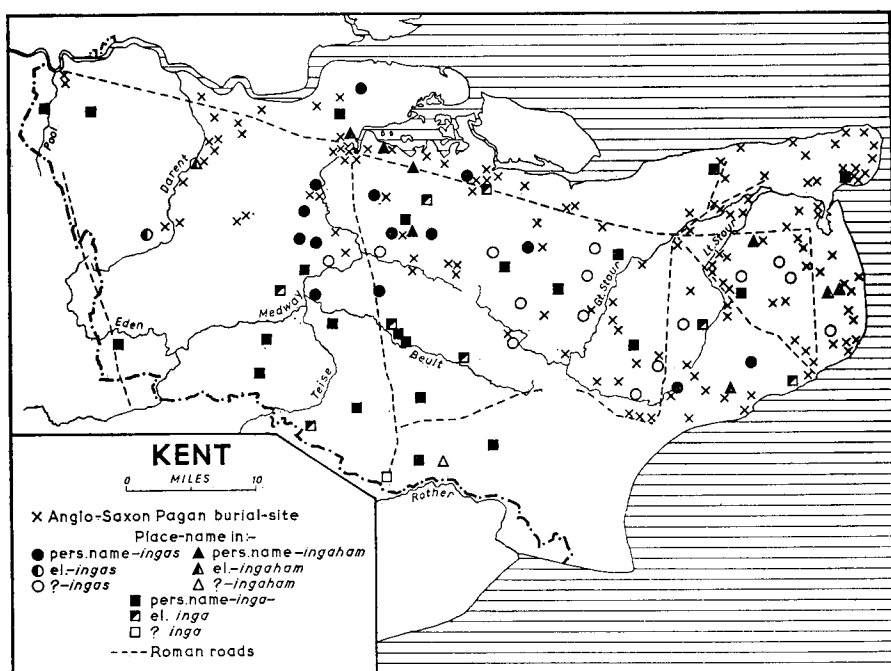 Pool
Darent
Eden
Medway
Teise
Beult
Gt. Stour
Lt. Stour
Rother
KENT
0 10
MILES
× Anglo-Saxon Pagan burial-site
Place-name in:-
● pers.name-ingas ▲ pers.name-ingaham
◐ el.-ingas ◭ el.-ingaham
○ ?-ingas △ ?-ingaham
■ pers.name-inga-
◪ el. inga
□ ? inga
---- Roman roads